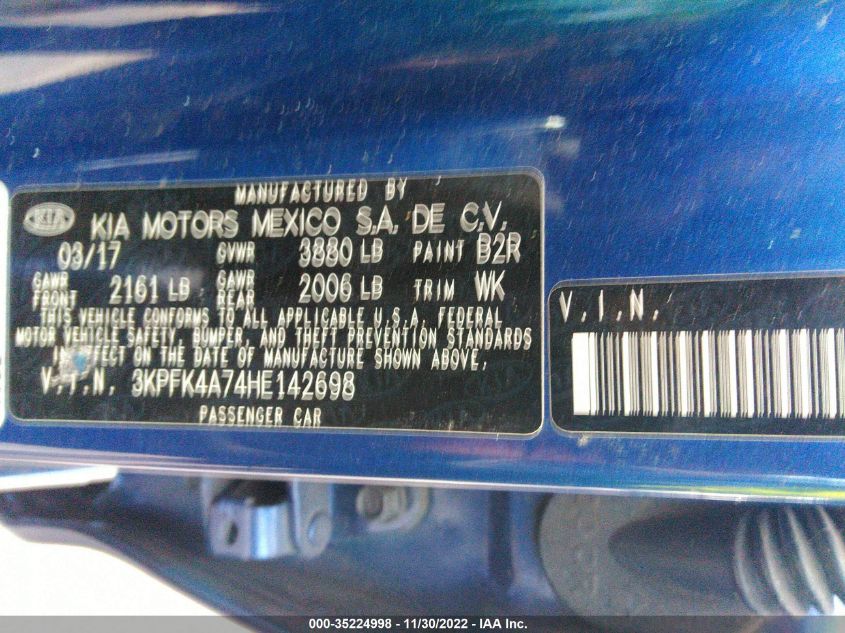 MANUFACTURED BY
KIA KIA MOTORS MEXICO S.A. DE C.V.
03/17 GVWR 3880 LB PAINT B2R
GAWR FRONT 2161 LB GAWR REAR 2006 LB TRIM WK
THIS VEHICLE CONFORMS TO ALL APPLICABLE U.S.A. FEDERAL
MOTOR VEHICLE SAFETY, BUMPER, AND THEFT PREVENTION STANDARDS
IN EFFECT ON THE DATE OF MANUFACTURE SHOWN ABOVE.
V.I.N. 3KPFK4A74HE142698
PASSENGER CAR
V.I.N.
000-35224998 - 11/30/2022 - IAA Inc.